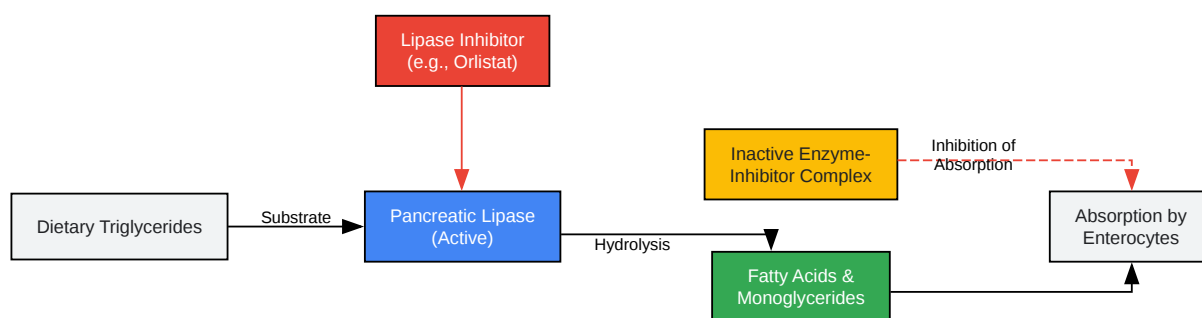 Lipase Inhibitor
(e.g., Orlistat)
Inactive Enzyme-
Inhibitor Complex
Inhibition of
Absorption
Dietary Triglycerides
Substrate
Pancreatic Lipase
(Active)
Hydrolysis
Absorption by
Enterocytes
Fatty Acids &
Monoglycerides